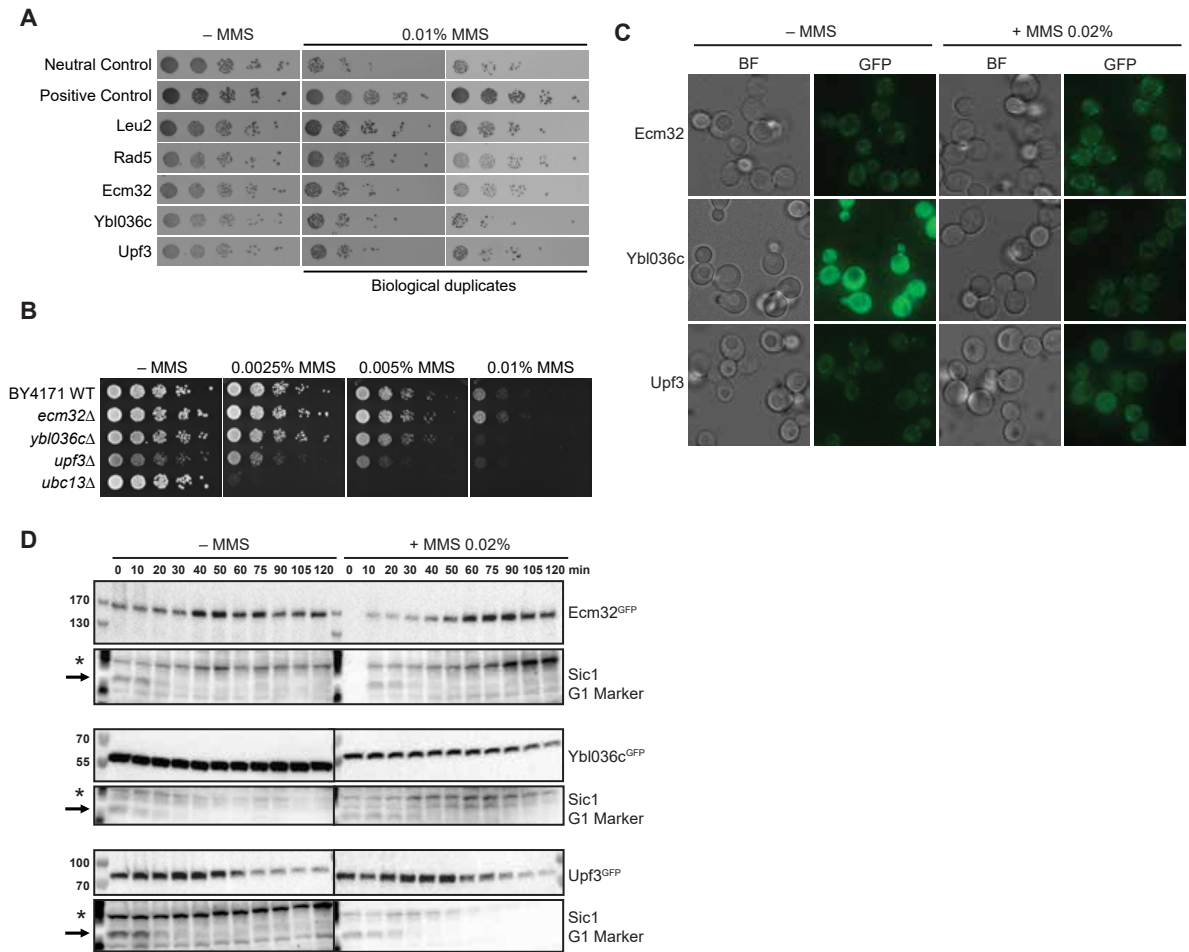 A
– MMS
0.01% MMS
Neutral Control
Positive Control
Leu2
Rad5
Ecm32
Ybl036c
Upf3
Biological duplicates
B
– MMS 0.0025% MMS 0.005% MMS 0.01% MMS
BY4171 WT
ecm32Δ
ybl036cΔ
upf3Δ
ubc13Δ
C
– MMS
+ MMS 0.02%
BF GFP BF GFP
Ecm32
Ybl036c
Upf3
D
– MMS
+ MMS 0.02%
0 10 20 30 40 50 60 75 90 105 120 0 10 20 30 40 50 60 75 90 105 120 min
170
130
Ecm32GFP
*
Sic1
G1 Marker
70
55
Ybl036cGFP
*
Sic1
G1 Marker
100
70
Upf3GFP
*
Sic1
G1 Marker